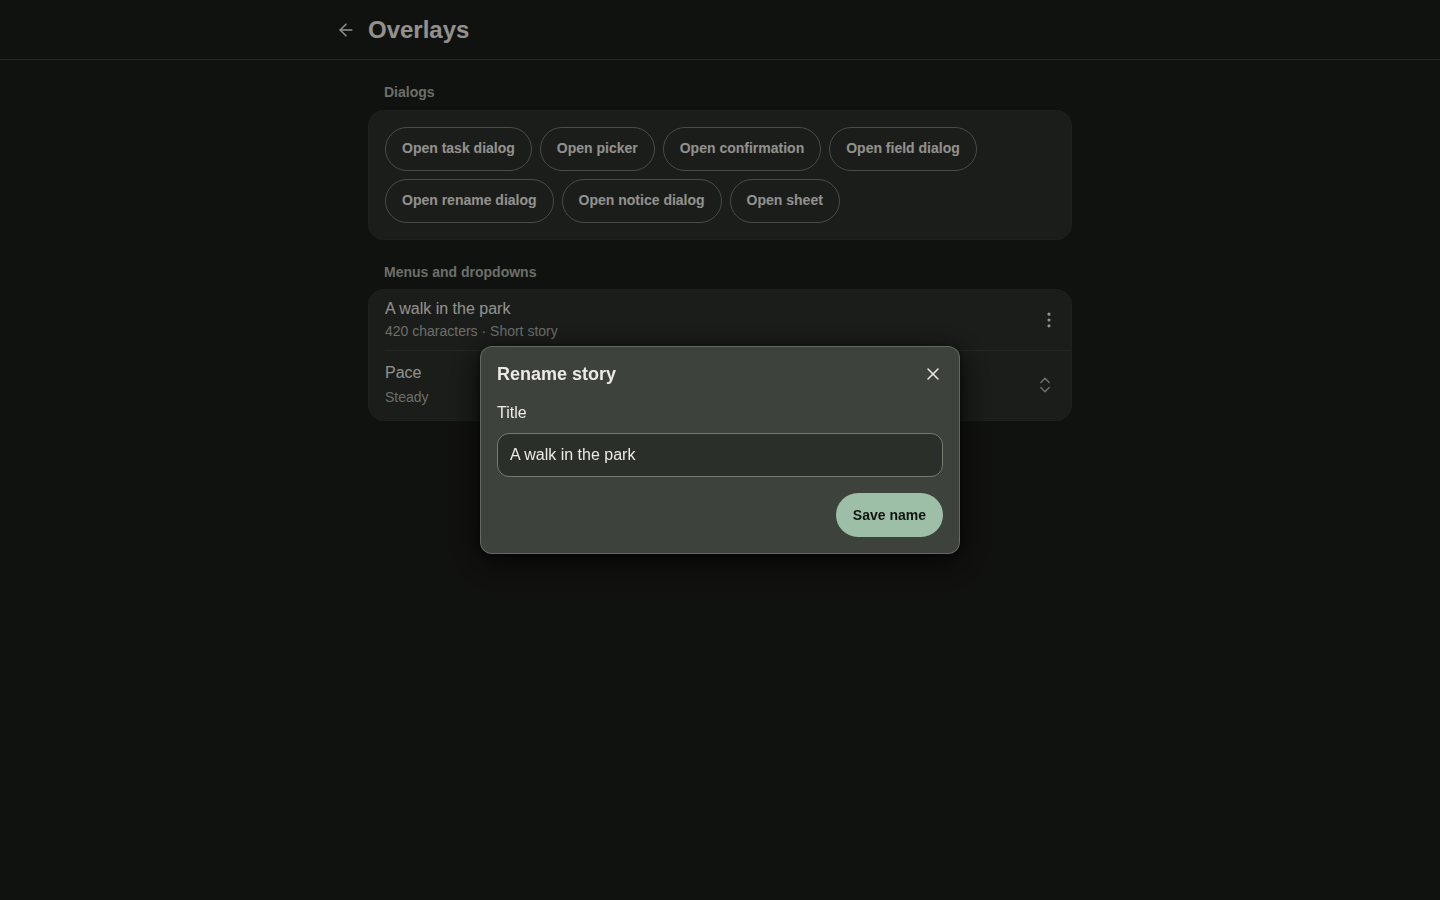 Overlays
Dialogs
Open task dialog
Open picker
Open confirmation
Open field dialog
Open rename dialog
Open notice dialog
Open sheet
Menus and dropdowns
A walk in the park
420 characters · Short story
Pace
Steady
Rename story
Title
A walk in the park
Save name